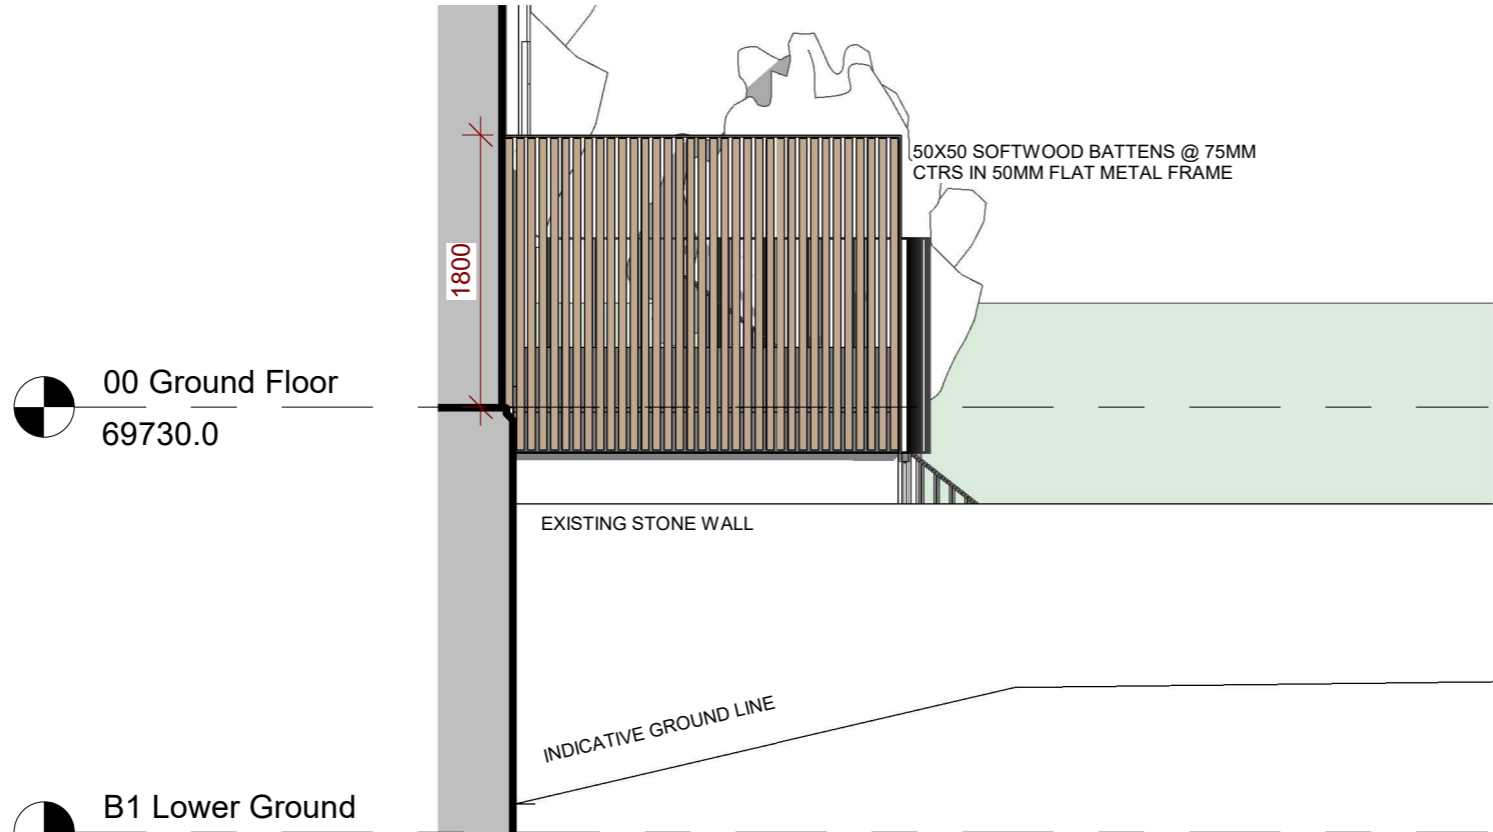 50X50 SOFTWOOD BATTENS @ 75MM
CTRS IN 50MM FLAT METAL FRAME
1800
00 Ground Floor
69730.0
EXISTING STONE WALL
INDICATIVE GROUND LINE
B1 Lower Ground